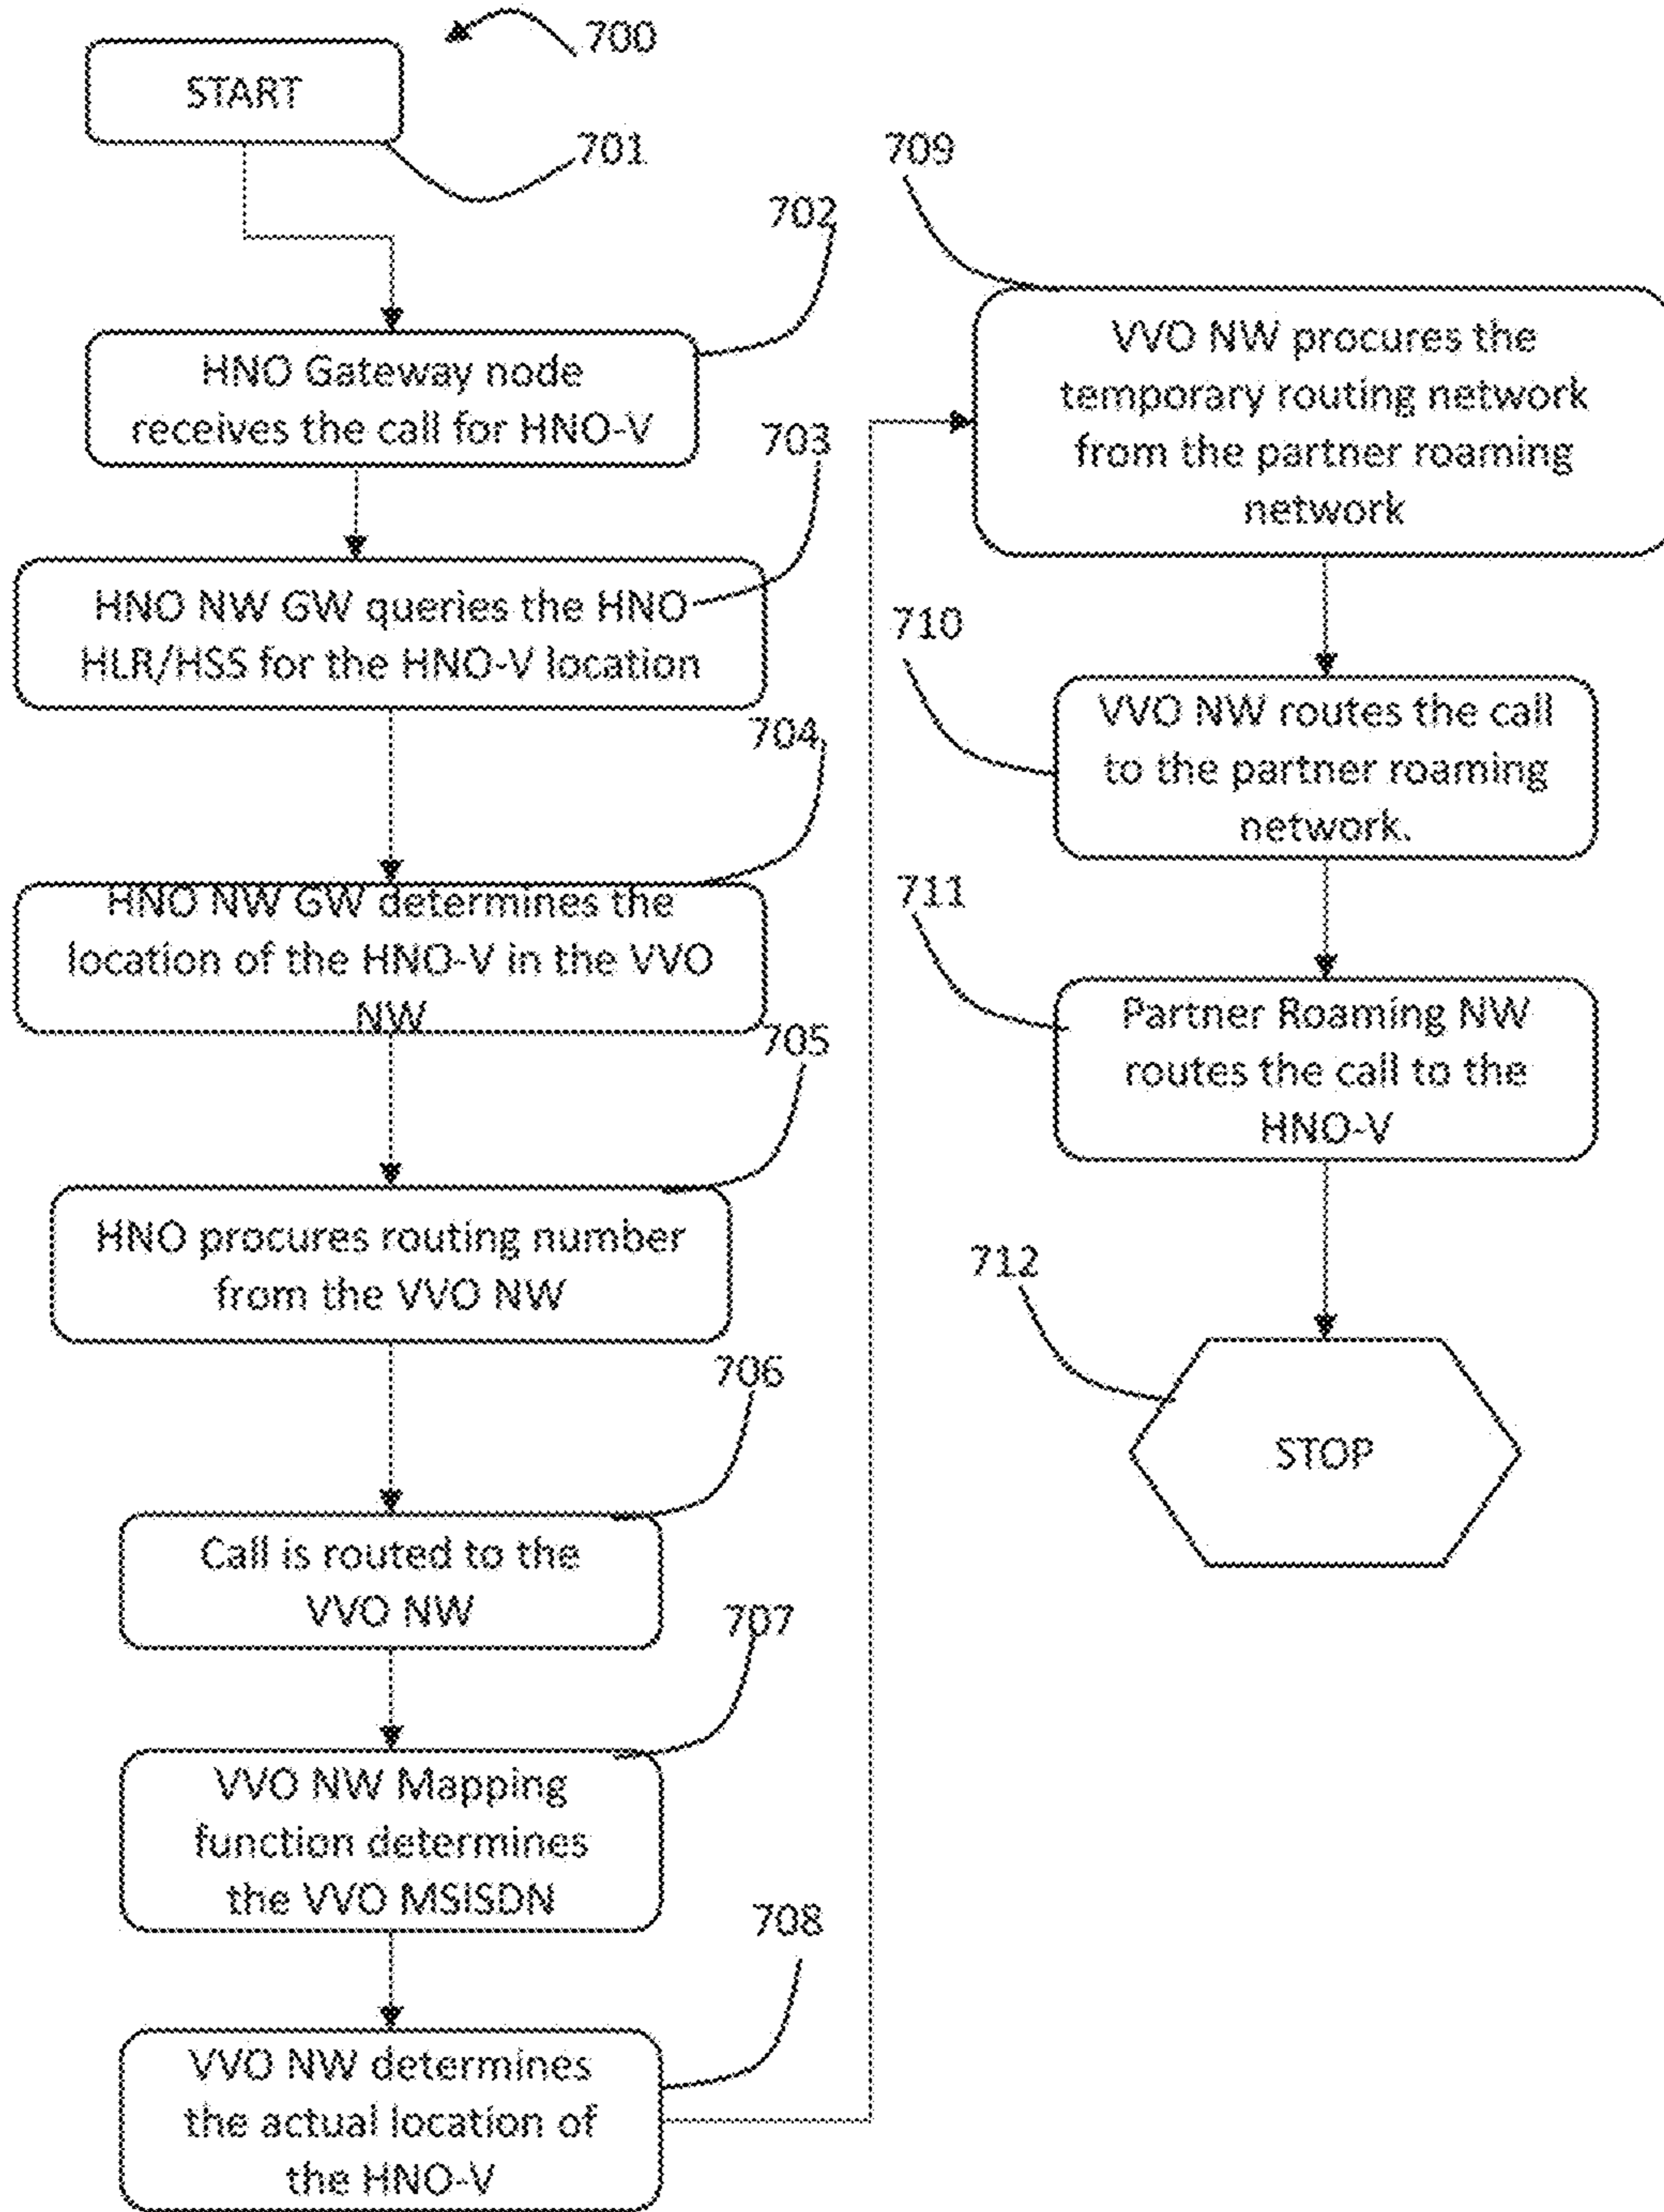 700
START
701
702
HNO Gateway node
receives the call for HNO-V
703
HNO NW GW queries the HNO
HLR/HSS for the HNO-V location
704
HNO NW GW determines the
location of the HNO-V in the VVO
NW
705
HNO procures routing number
from the VVO NW
706
Call is routed to the
VVO NW
707
VVO NW Mapping
function determines
the VVO MSISDN
708
VVO NW determines
the actual location of
the HNO-V
709
VVO NW procures the
temporary routing network
from the partner roaming
network
710
VVO NW routes the call
to the partner roaming
network.
711
Partner Roaming NW
routes the call to the
HNO-V
712
STOP